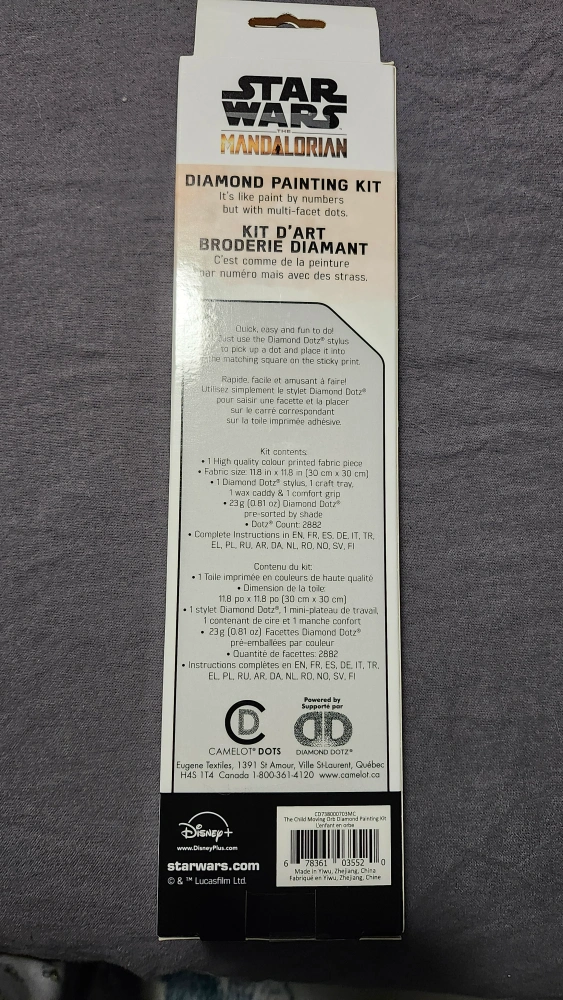 STAR
WARS
THE
MANDALORIAN
DIAMOND PAINTING KIT
It's like paint by numbers
but with multi-facet dots.
KIT D'ART
BRODERIE DIAMANT
C'est comme de la peinture
par numéro mais avec des strass.
Quick, easy and fun to do!
Just use the Diamond Dotz® stylus
to pick up a dot and place it into
the matching square on the sticky print.
Rapide, facile et amusant à faire!
Utilisez simplement le stylet Diamond Dotz®
pour saisir une facette et la placer
sur le carré correspondant
sur la toile imprimée adhésive.
Kit contents:
• 1 High quality colour printed fabric piece
• Fabric size: 11.8 in x 11.8 in (30 cm x 30 cm)
• 1 Diamond Dotz® stylus, 1 craft tray,
1 wax caddy & 1 comfort grip
• 23 g (0.81 oz) Diamond Dotz®
pre-sorted by shade
• Dotz® Count: 2882
• Complete Instructions in EN, FR, ES, DE, IT, TR,
EL, PL, RU, AR, DA, NL, RO, NO, SV, FI
Contenu du kit:
• 1 Toile imprimée en couleurs de haute qualité
• Dimension de la toile:
11.8 po x 11.8 po (30 cm x 30 cm)
• 1 stylet Diamond Dotz®, 1 mini-plateau de travail,
1 contenant de cire et 1 manche confort
• 23 g (0.81 oz) Facettes Diamond Dotz®
pré-emballées par couleur
• Quantité de facettes: 2882
• Instructions complètes en EN, FR, ES, DE, IT, TR,
EL, PL, RU, AR, DA, NL, RO, NO, SV, FI
CD
CAMELOT® DOTS
Powered by
Supporté par
DD
DIAMOND DOTZ®
Eugene Textiles, 1391 St Amour, Ville St-Laurent, Québec
H4S 1T4 Canada 1-800-361-4120 www.camelot.ca
Disney+
www.DisneyPlus.com
starwars.com
© & ™ Lucasfilm Ltd.
CD738000703MC
The Child Moving Orb Diamond Painting Kit
L'enfant en orbe
6 78361 03552 0
Made in Yiwu, Zhejiang, China
Fabriqué en Yiwu, Zhejiang, Chine